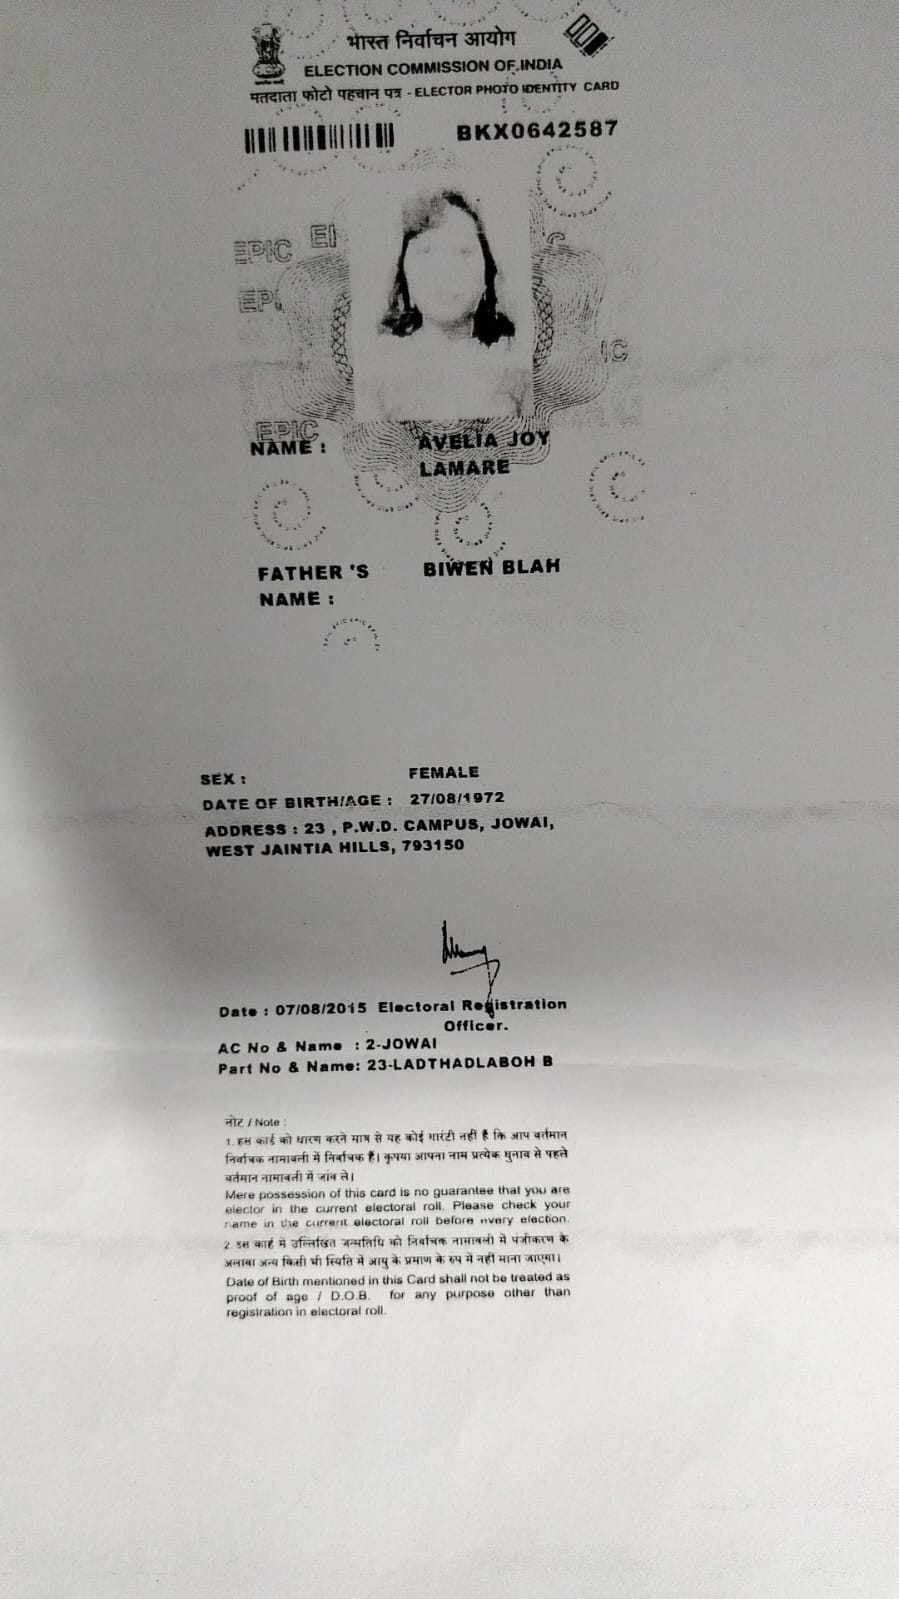 भारत निर्वाचन आयोग
ELECTION COMMISSION OF INDIA
मतदाता फोटो पहचान पत्र - ELECTOR PHOTO IDENTITY CARD
BKX0642587
EPIC
EPIC
NAME : AVELIA JOY
LAMARE
FATHER 'S BIWEN BLAH
NAME :
SEX : FEMALE
DATE OF BIRTH/AGE : 27/08/1972
ADDRESS : 23 , P.W.D. CAMPUS, JOWAI,
WEST JAINTIA HILLS, 793150
Date : 07/08/2015 Electoral Registration
Officer.
AC No & Name : 2-JOWAI
Part No & Name: 23-LADTHADLABOH B
नोट / Note :
1. इस कार्ड को धारण करने मात्र से यह कोई गारंटी नहीं है कि आप वर्तमान
निर्वाचक नामावली में निर्वाचक हैं। कृपया आपना नाम प्रत्येक चुनाव से पहले
वर्तमान नामावली में जांच ले।
Mere possession of this card is no guarantee that you are
elector in the current electoral roll. Please check your
name in the current electoral roll before every election.
2. इस कार्ड में उल्लिखित जन्मतिथि को निर्वाचक नामावली में पंजीकरण के
अलावा अन्य किसी भी स्थिति में आयु के प्रमाण के रुप में नहीं माना जाएगा।
Date of Birth mentioned in this Card shall not be treated as
proof of age / D.O.B. for any purpose other than
registration in electoral roll.